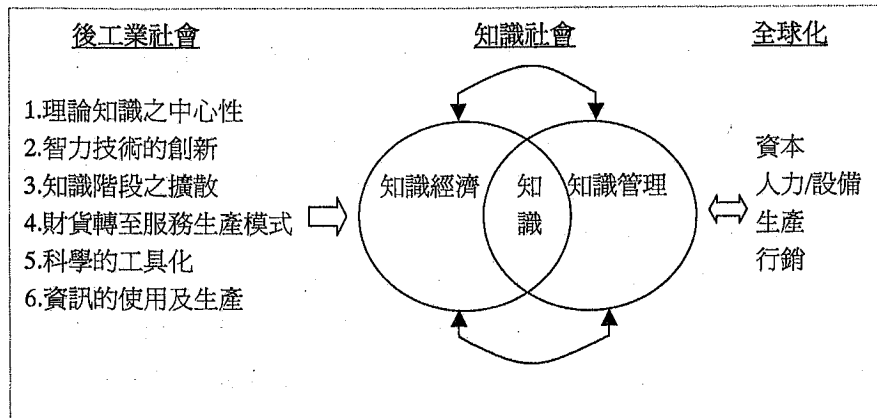 後工業社會
1.理論知識之中心性
2.智力技術的創新
3.知識階段之擴散
4.財貨轉至服務生產模式
5.科學的工具化
6.資訊的使用及生產
知識社會
知識經濟
知
識
知識管理
全球化
資本
人力/設備
生產
行銷